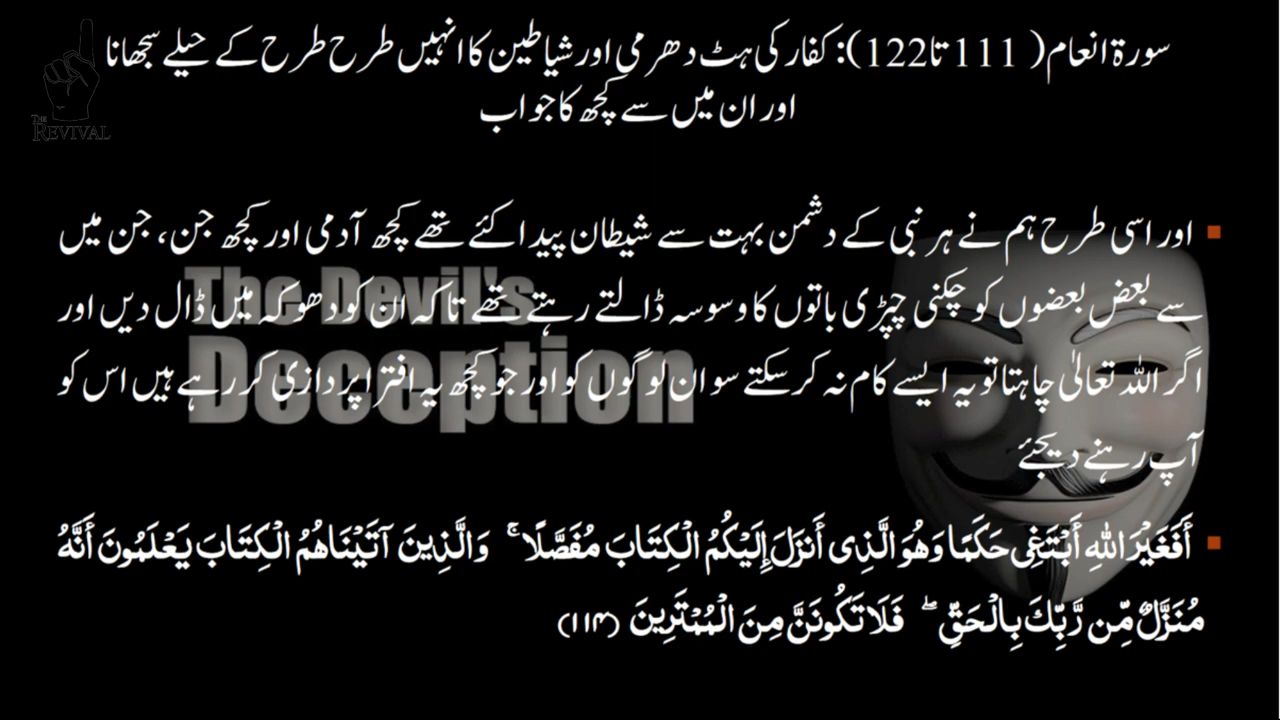 سورۃ انعام( 111 تا 122): کفار کی ہٹ دھرمی اور شیاطین کا انہیں طرح طرح کے حیلے سجھانا
اور ان میں سے کچھ کا جواب
THE
REVIVAL
اور اسی طرح ہم نے ہر نبی کے دشمن بہت سے شیطان پیدا کئے تھے کچھ آدمی اور کچھ جن، جن میں
سے بعض بعضوں کو چکنی چپڑی باتوں کا وسوسہ ڈالتے رہتے تھے تاکہ ان کو دھوکہ میں ڈال دیں اور
اگر اللہ تعالیٰ چاہتا تو یہ ایسے کام نہ کر سکتے سو ان لوگوں کو اور جو کچھ یہ افترا پردازی کر رہے ہیں اس کو
آپ رہنے دیجئے
The Devil's
Deception
أَفَغَيْرَ اللَّهِ أَبْتَغِي حَكَمًا وَهُوَ الَّذِي أَنزَلَ إِلَيْكُمُ الْكِتَابَ مُفَصَّلًا ۚ وَالَّذِينَ آتَيْنَاهُمُ الْكِتَابَ يَعْلَمُونَ أَنَّهُ
مُنَزَّلٌ مِّن رَّبِّكَ بِالْحَقِّ ۖ فَلَا تَكُونَنَّ مِنَ الْمُمْتَرِينَ ﴿١١٤﴾